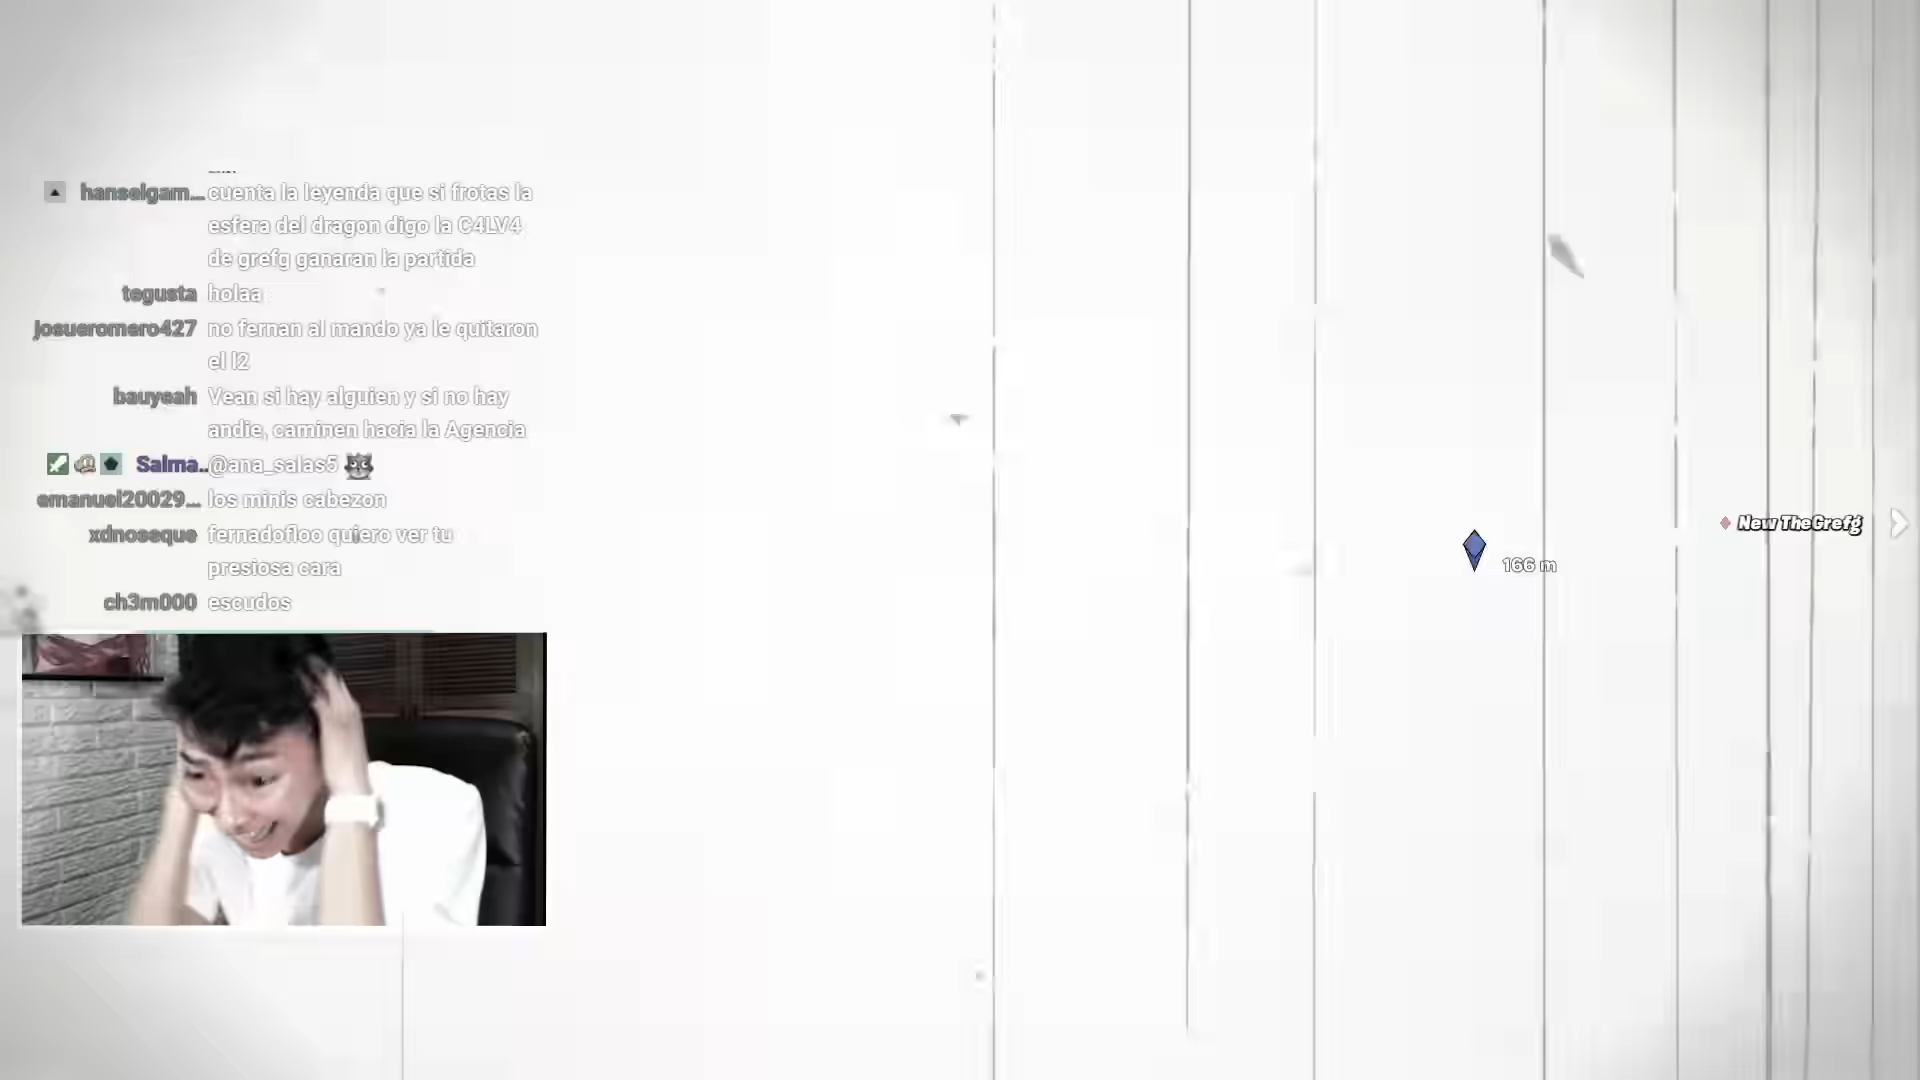 hanselgam... cuenta la leyenda que si frotas la
esfera del dragon digo la C4LV4
de grefg ganaran la partida
tegusta holaa
Josueromero427 no fernan al mando ya le quitaron
el l2
bauyeah Vean si hay alguien y si no hay
andie, caminen hacia la Agencia
Salma.. @ana_salas5
emanuel20029... los minis cabezon
xdnoseque fernadofloo quiero ver tu
presiosa cara
ch3m000 escudos
New TheGrefg
166 m